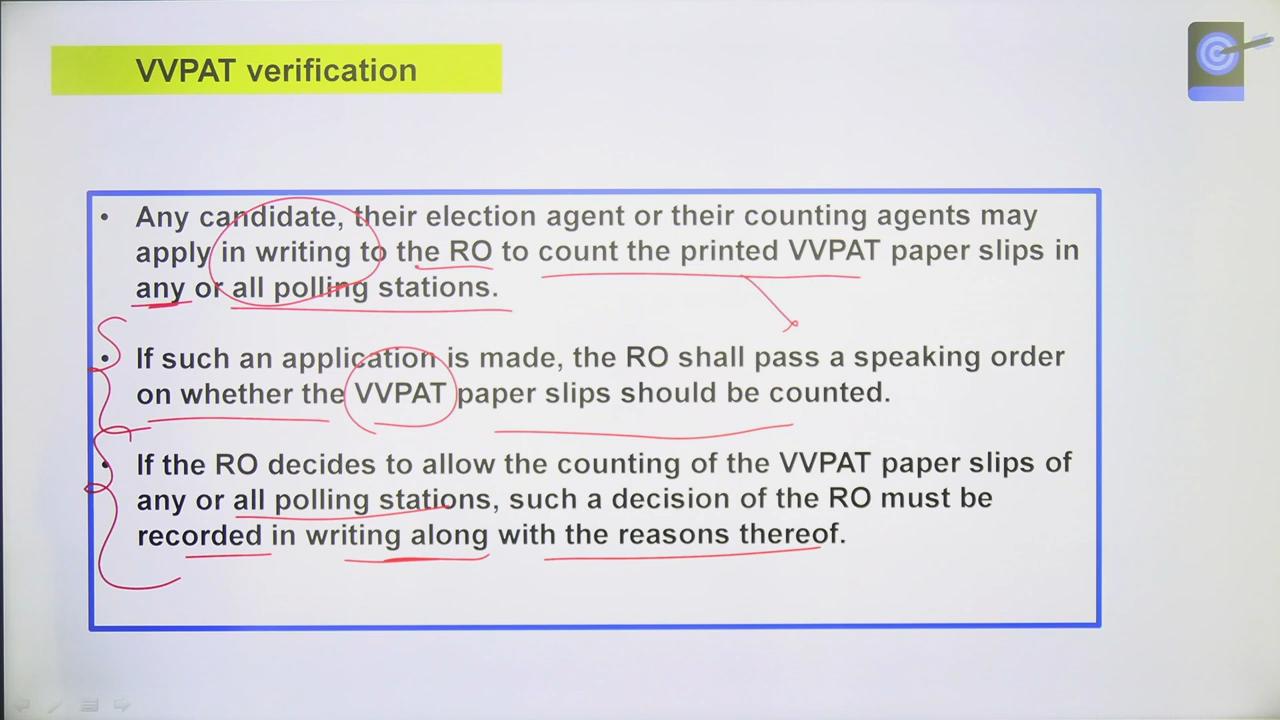 VVPAT verification
• Any candidate, their election agent or their counting agents may
apply in writing to the RO to count the printed VVPAT paper slips in
any or all polling stations.
• If such an application is made, the RO shall pass a speaking order
on whether the VVPAT paper slips should be counted.
• If the RO decides to allow the counting of the VVPAT paper slips of
any or all polling stations, such a decision of the RO must be
recorded in writing along with the reasons thereof.